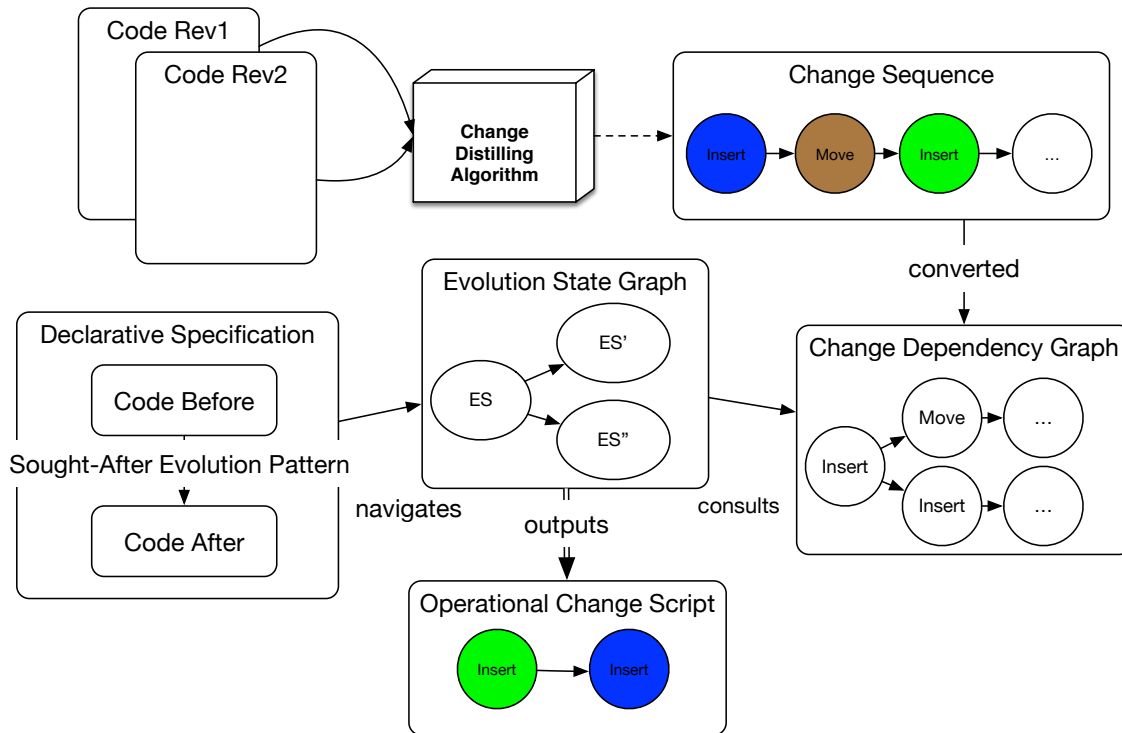 Code Rev1
Code Rev2
Change
Distilling
Algorithm
Change Sequence
Insert
Move
Insert
...
converted
Declarative Specification
Code Before
Sought-After Evolution Pattern
Code After
navigates
Evolution State Graph
ES
ES'
ES"
outputs
consults
Change Dependency Graph
Insert
Move
...
Insert
...
Operational Change Script
Insert
Insert